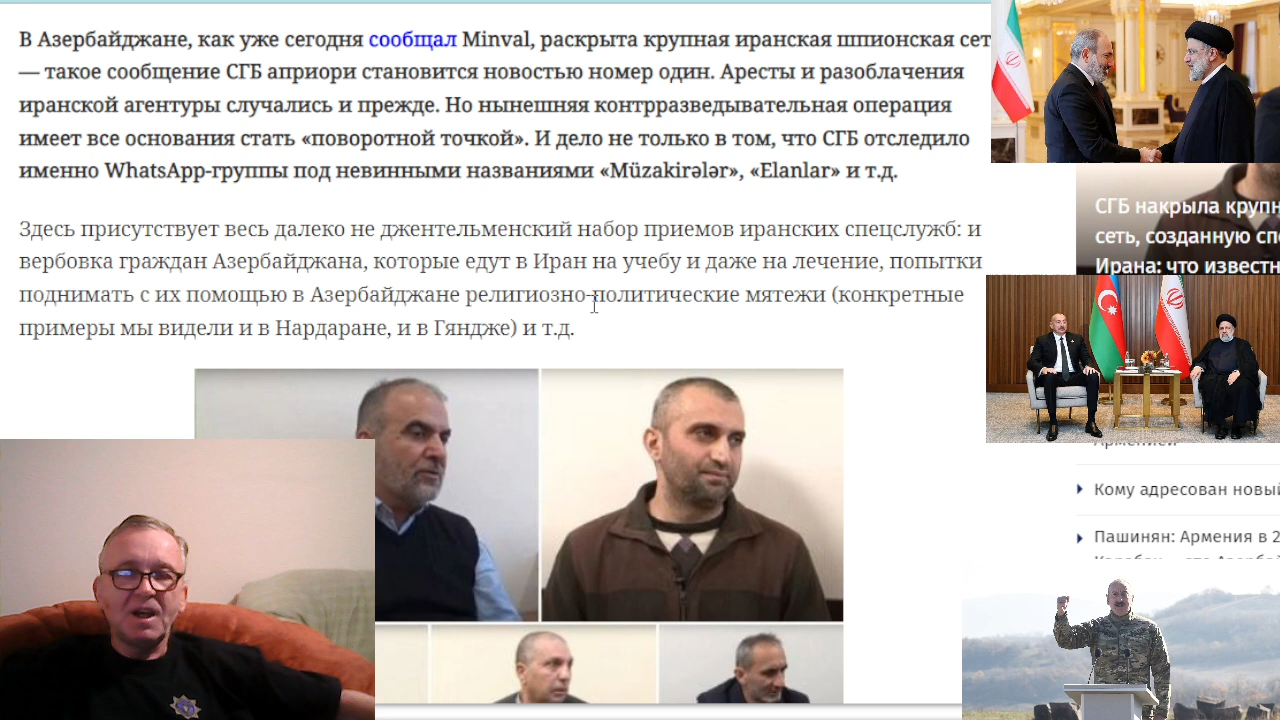 В Азербайджане, как уже сегодня сообщал Minval, раскрыта крупная иранская шпионская сет
— такое сообщение СГБ априори становится новостью номер один. Аресты и разоблачения
иранской агентуры случались и прежде. Но нынешняя контрразведывательная операция
имеет все основания стать «поворотной точкой». И дело не только в том, что СГБ отследило
именно WhatsApp-группы под невинными названиями «Müzakirələr», «Elanlar» и т.д.
Здесь присутствует весь далеко не джентельменский набор приемов иранских спецслужб: и
вербовка граждан Азербайджана, которые едут в Иран на учебу и даже на лечение, попытки
поднимать с их помощью в Азербайджане религиозно-политические мятежи (конкретные
примеры мы видели и в Нардаране, и в Гяндже) и т.д.
СГБ накрыла крупн
сеть, созданную спе
Ирана: что известн
Арменией
Кому адресован новый
Пашинян: Армения в 2